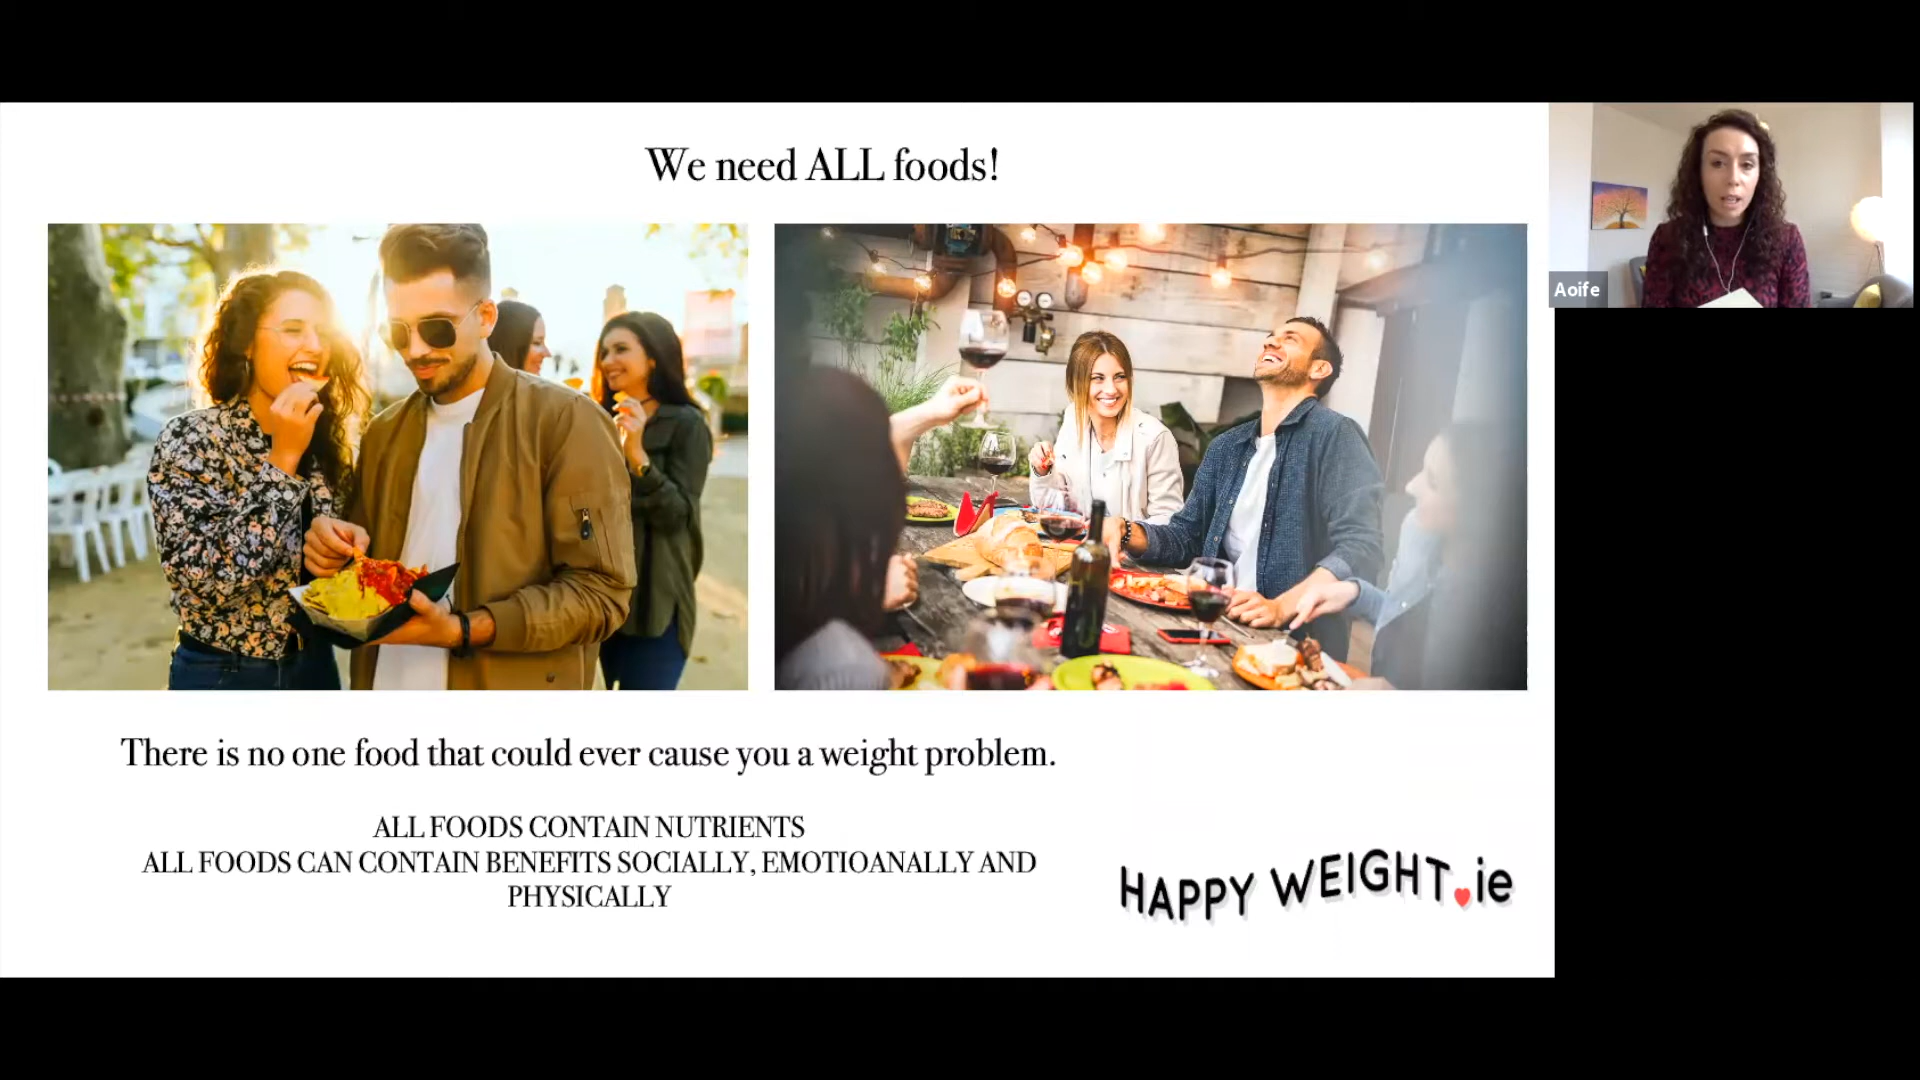 We need ALL foods!
Aoife
There is no one food that could ever cause you a weight problem.
ALL FOODS CONTAIN NUTRIENTS
ALL FOODS CAN CONTAIN BENEFITS SOCIALLY, EMOTIOANALLY AND
PHYSICALLY
HAPPY WEIGHT.ie